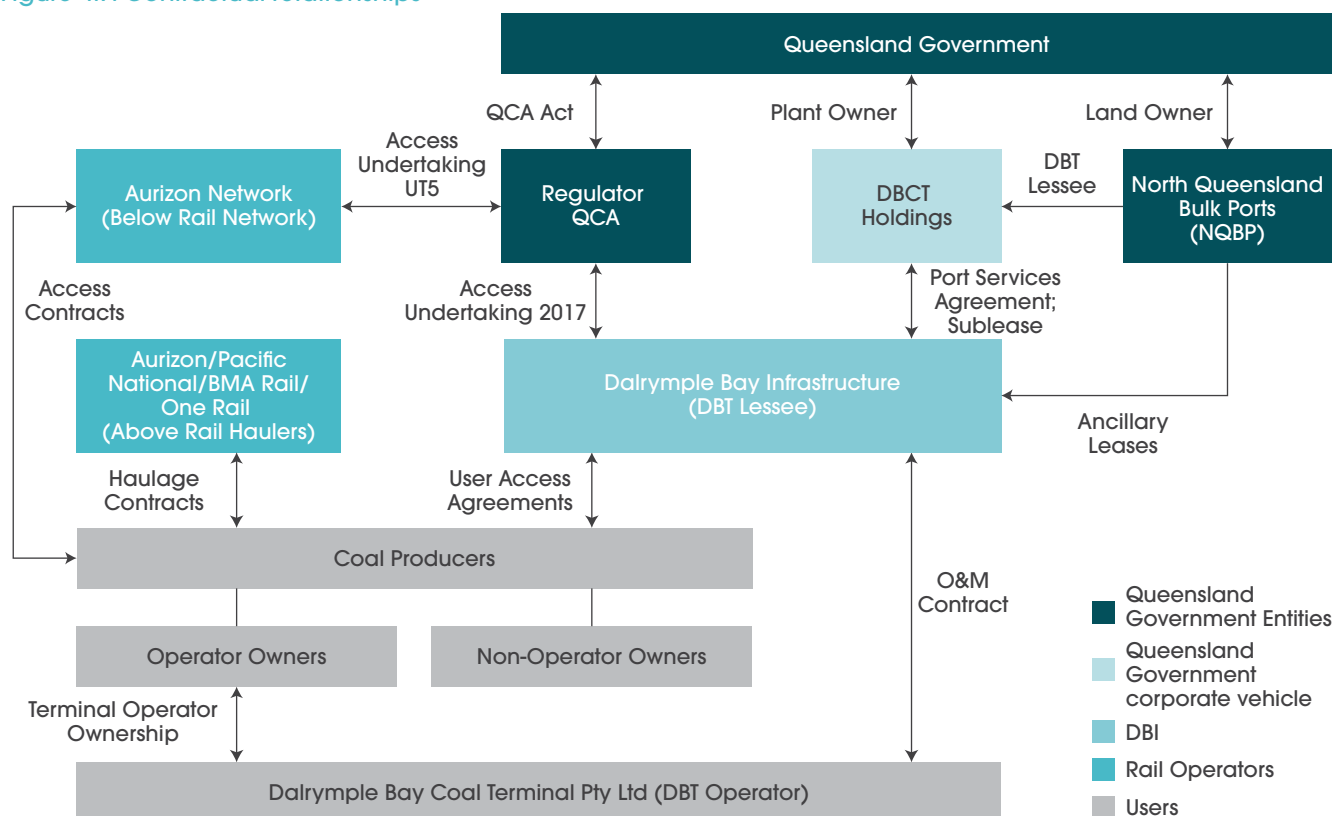 Queensland Government
QCA Act
Plant Owner
Land Owner
Access
Undertaking
UT5
DBT
Lessee
Aurizon Network
(Below Rail Network)
Regulator
QCA
DBCT
Holdings
North Queensland
Bulk Ports
(NQBP)
Access
Contracts
Access
Undertaking 2017
Port Services
Agreement;
Sublease
Aurizon/Pacific
National/BMA Rail/
One Rail
(Above Rail Haulers)
Dalrymple Bay Infrastructure
(DBT Lessee)
Ancillary
Leases
Haulage
Contracts
User Access
Agreements
Coal Producers
O&M
Contract
Operator Owners
Non-Operator Owners
Terminal Operator
Ownership
Dalrymple Bay Coal Terminal Pty Ltd (DBT Operator)
Queensland
Government Entities
Queensland
Government
corporate vehicle
DBI
Rail Operators
Users